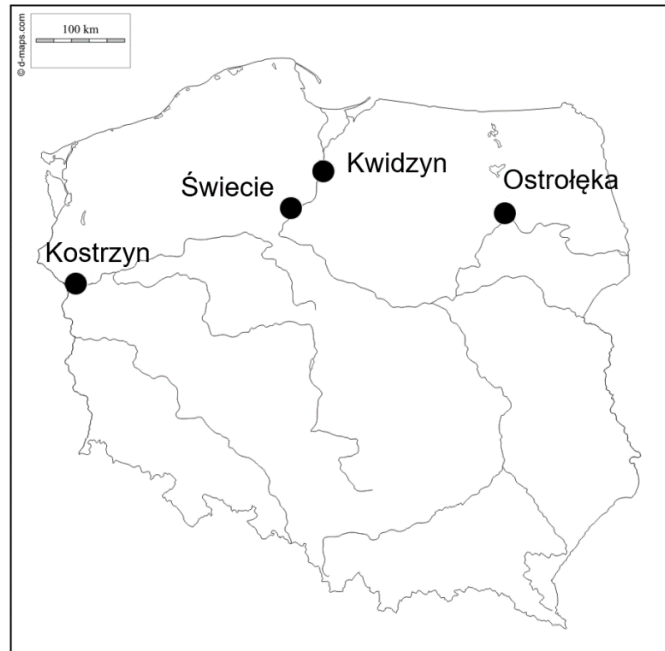 100 km
© d-maps.com
Kwidzyn
Świecie
Ostrołęka
Kostrzyn